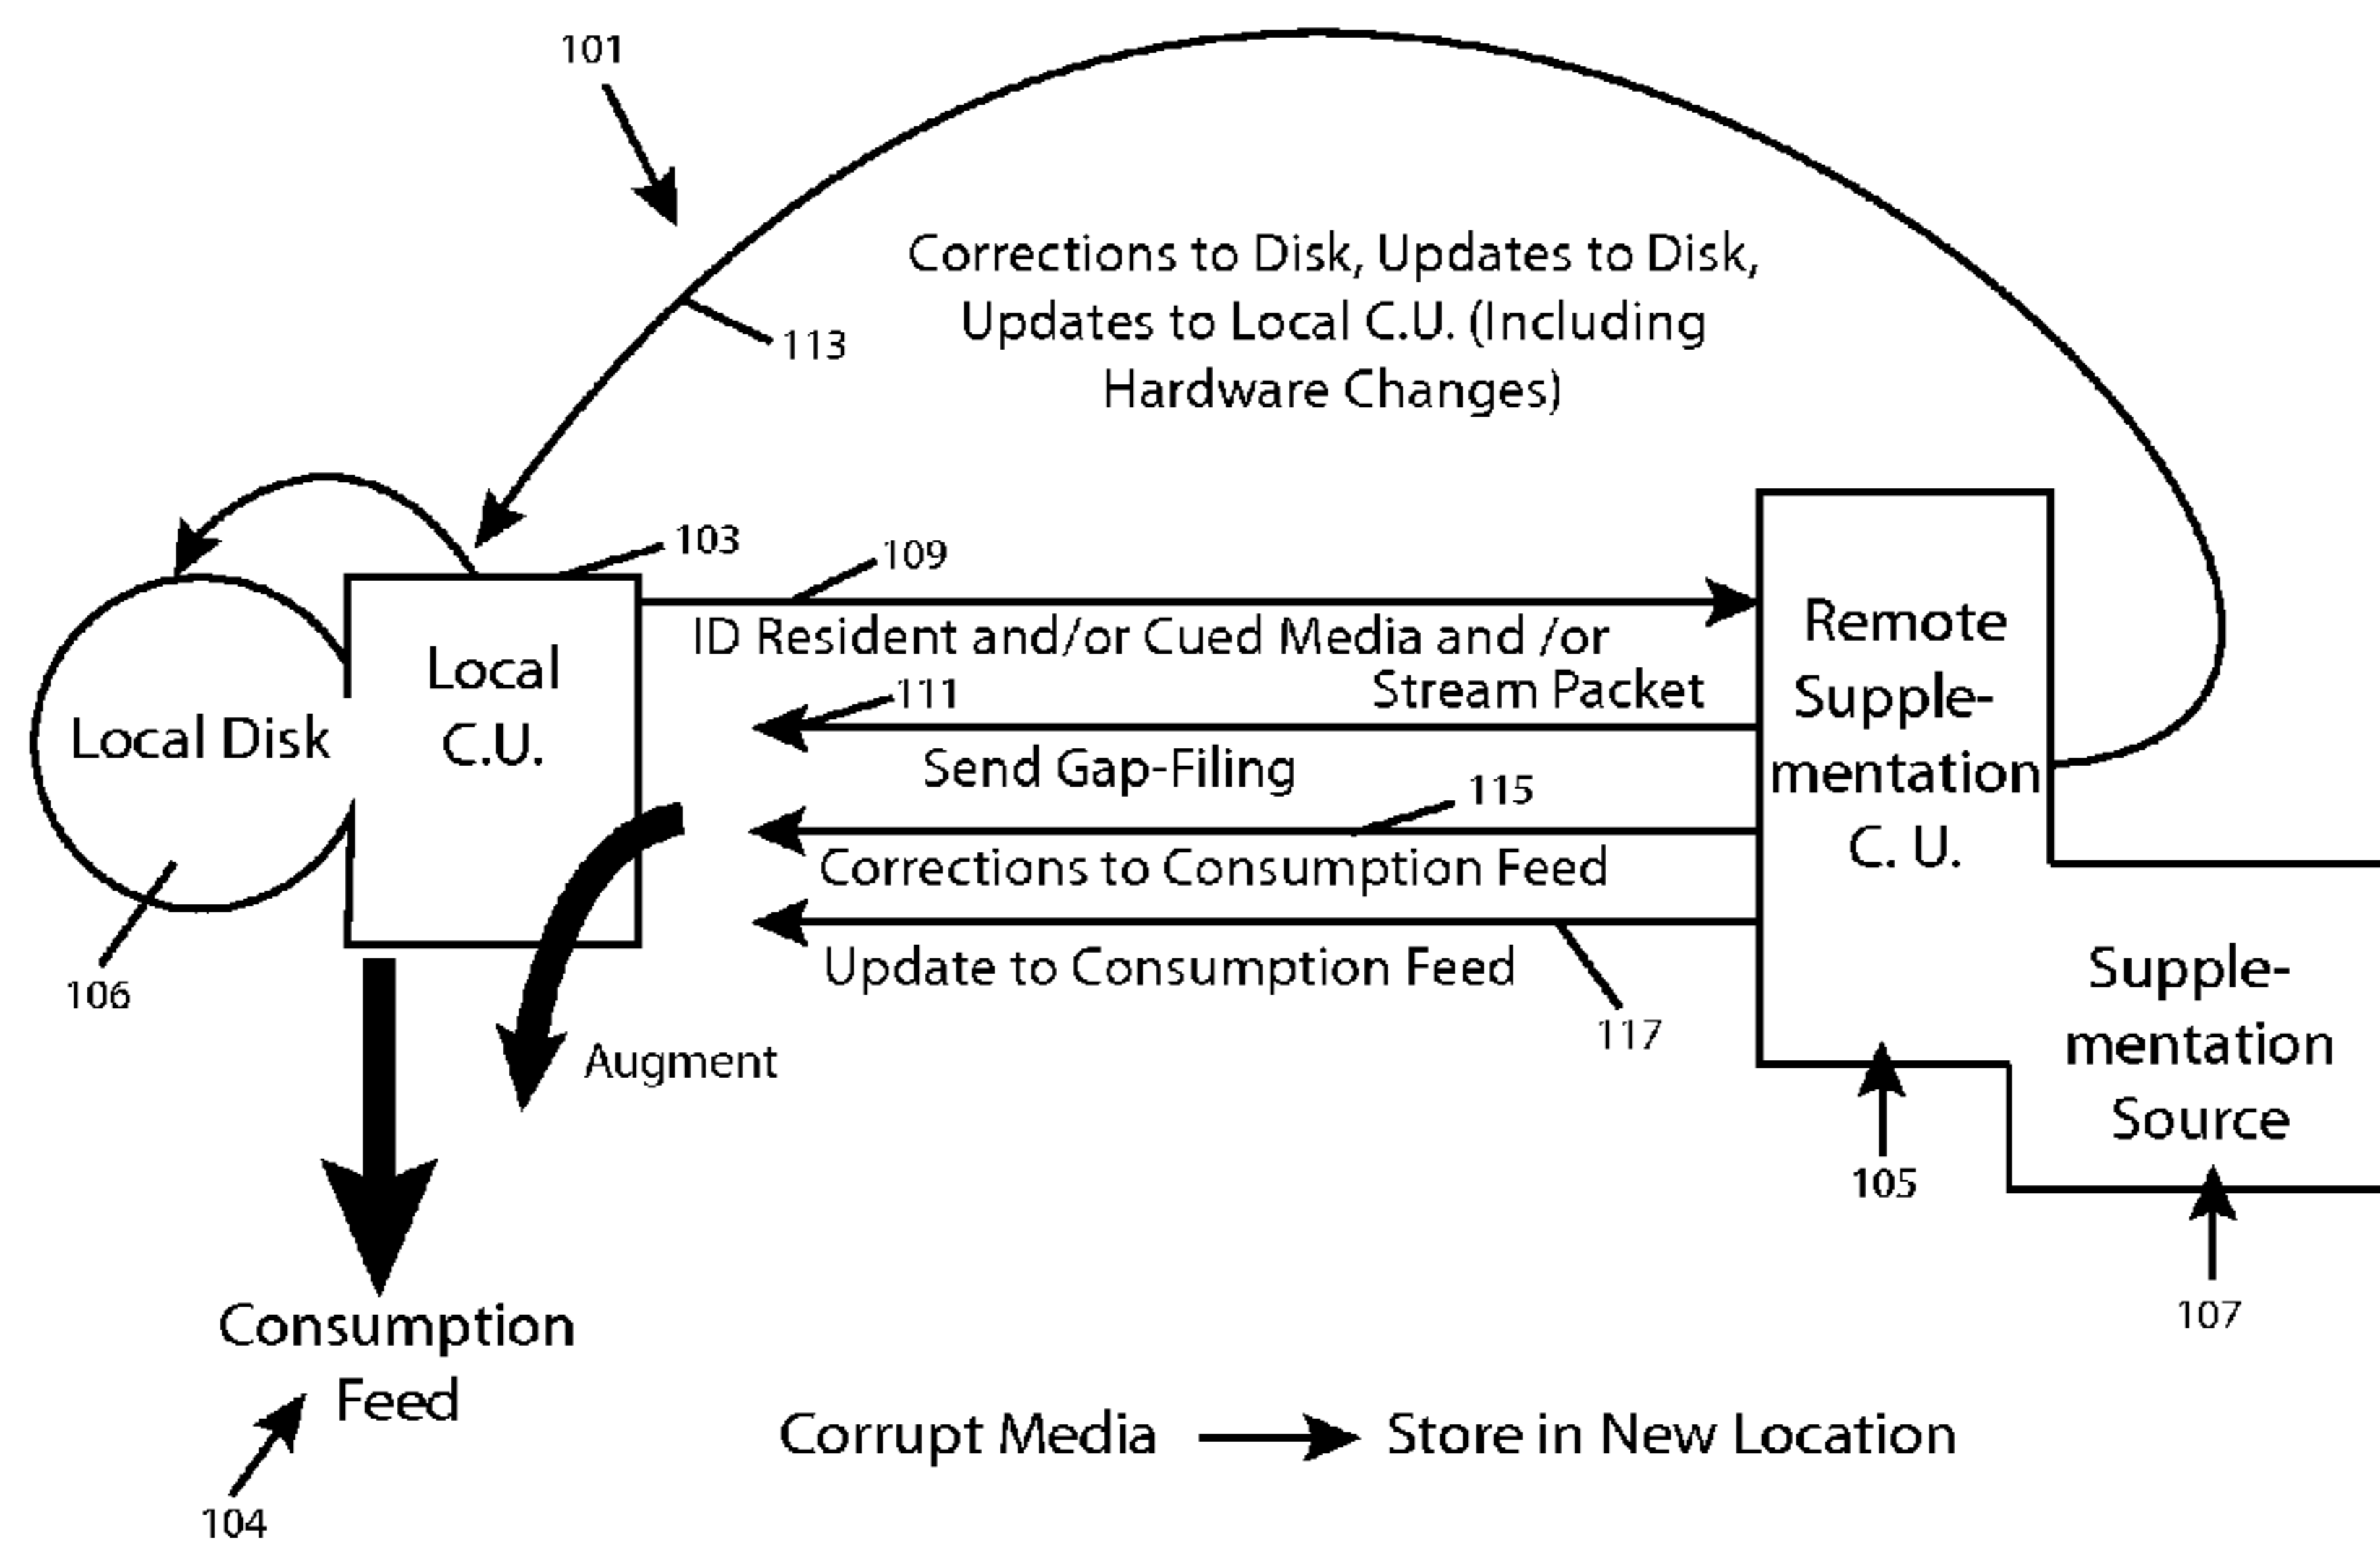 101
Corrections to Disk, Updates to Disk,
Updates to Local C.U. (Including
Hardware Changes)
113
103
109
ID Resident and/or Cued Media and /or
Stream Packet
111
Send Gap-Filing
115
Corrections to Consumption Feed
Update to Consumption Feed
117
Local Disk
106
Local
C.U.
Augment
Remote
Supple-
mentation
C. U.
105
Supple-
mentation
Source
107
Consumption
Feed
104
Corrupt Media
Store in New Location